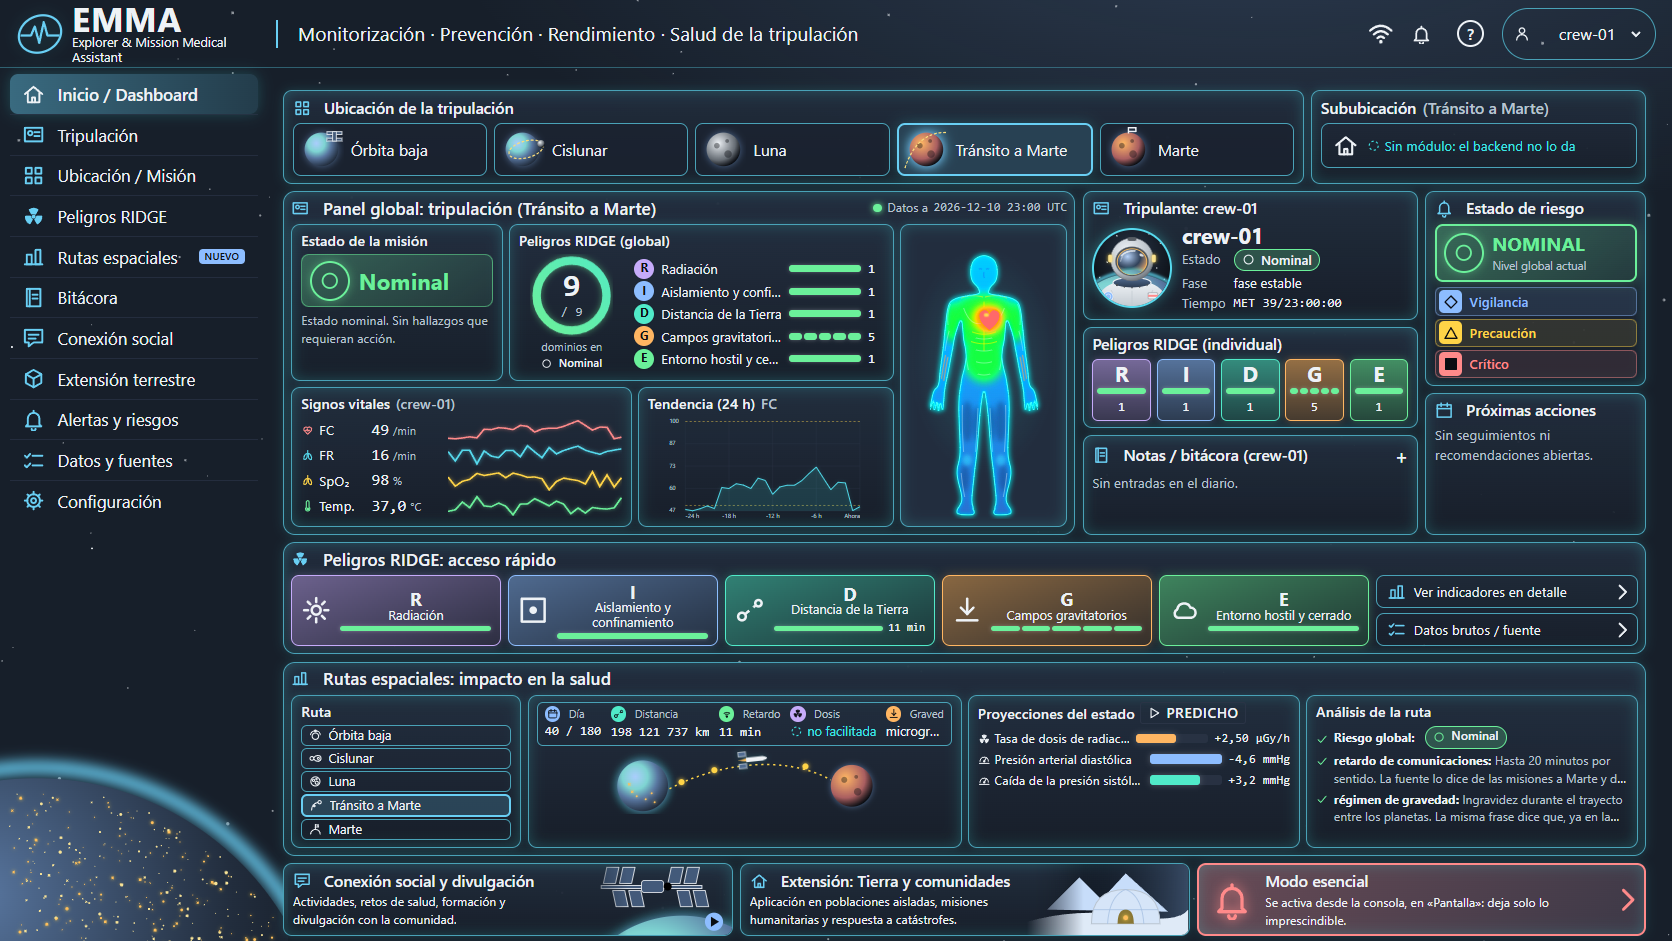 EMMA
Explorer & Mission Medical
Assistant
Monitorización · Prevención · Rendimiento · Salud de la tripulación
?
crew-01
Inicio / Dashboard
Tripulación
Ubicación / Misión
Peligros RIDGE
Rutas espaciales
NUEVO
Bitácora
Conexión social
Extensión terrestre
Alertas y riesgos
Datos y fuentes
Configuración
Ubicación de la tripulación
Órbita baja
Cislunar
Luna
Tránsito a Marte
Marte
Sububicación (Tránsito a Marte)
Sin módulo: el backend no lo da
Panel global: tripulación (Tránsito a Marte)
Datos a 2026-12-10 23:00 UTC
Estado de la misión
Nominal
Estado nominal. Sin hallazgos que
requieran acción.
Peligros RIDGE (global)
9
/ 9
dominios en
Nominal
R Radiación 1
I Aislamiento y confi... 1
D Distancia de la Tierra 1
G Campos gravitatori... 5
E Entorno hostil y ce... 1
Signos vitales (crew-01)
FC 49 /min
FR 16 /min
SpO₂ 98 %
Temp. 37,0 °C
Tendencia (24 h) FC
100
87
73
60
47
-24 h -18 h -12 h -6 h Ahora
Tripulante: crew-01
crew-01
Estado Nominal
Fase fase estable
Tiempo MET 39/23:00:00
Peligros RIDGE (individual)
R I D G E
1 1 1 5 1
Notas / bitácora (crew-01) +
Sin entradas en el diario.
Estado de riesgo
NOMINAL
Nivel global actual
Vigilancia
Precaución
Crítico
Próximas acciones
Sin seguimientos ni
recomendaciones abiertas.
Peligros RIDGE: acceso rápido
R
Radiación
I
Aislamiento y
confinamiento
D
Distancia de la Tierra
11 min
G
Campos gravitatorios
E
Entorno hostil y cerrado
Ver indicadores en detalle
Datos brutos / fuente
Rutas espaciales: impacto en la salud
Ruta
Órbita baja
Cislunar
Luna
Tránsito a Marte
Marte
Día Distancia Retardo Dosis Graved
40 / 180 198 121 737 km 11 min no facilitada microgr...
Proyecciones del estado PREDICHO
Tasa de dosis de radiac... +2,50 µGy/h
Presión arterial diastólica -4,6 mmHg
Caída de la presión sistól... +3,2 mmHg
Análisis de la ruta
Riesgo global: Nominal
retardo de comunicaciones: Hasta 20 minutos por
sentido. La fuente lo dice de las misiones a Marte y d...
régimen de gravedad: Ingravidez durante el trayecto
entre los planetas. La misma frase dice que, ya en la...
Conexión social y divulgación
Actividades, retos de salud, formación y
divulgación con la comunidad.
Extensión: Tierra y comunidades
Aplicación en poblaciones aisladas, misiones
humanitarias y respuesta a catástrofes.
Modo esencial
Se activa desde la consola, en «Pantalla»: deja solo lo
imprescindible.